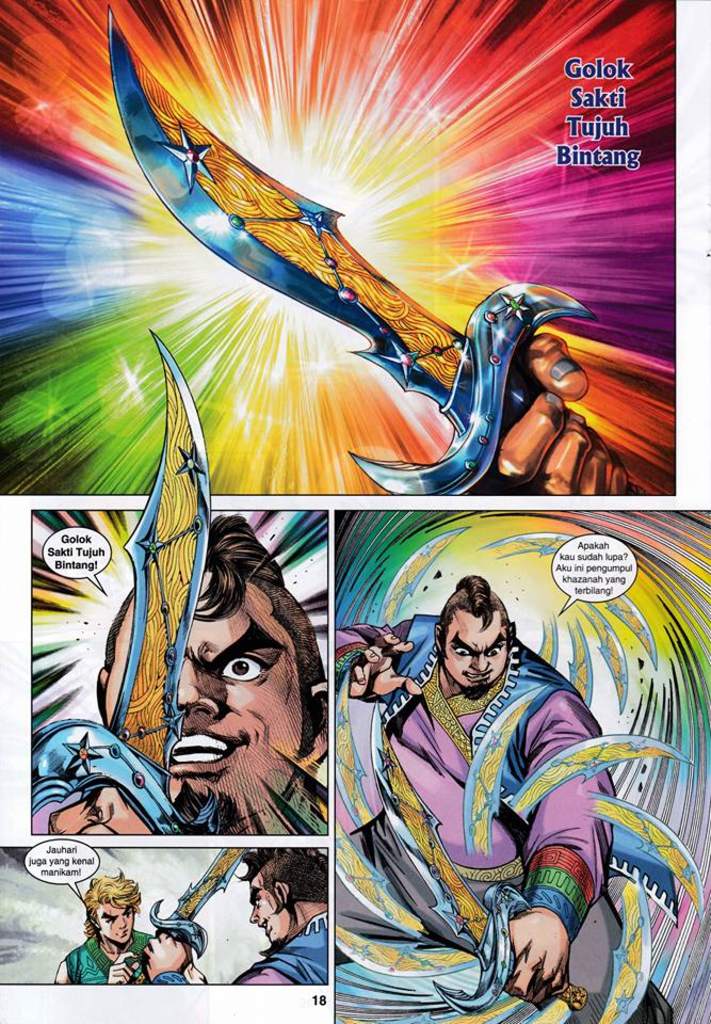 Golok
Sakti
Tujuh
Bintang
Golok
Sakti Tujuh
Bintang!
Jauhari
juga yang kenal
manikam!
Apakah
kau sudah lupa?
Aku ini pengumpul
khazanah yang
terbilang!
18